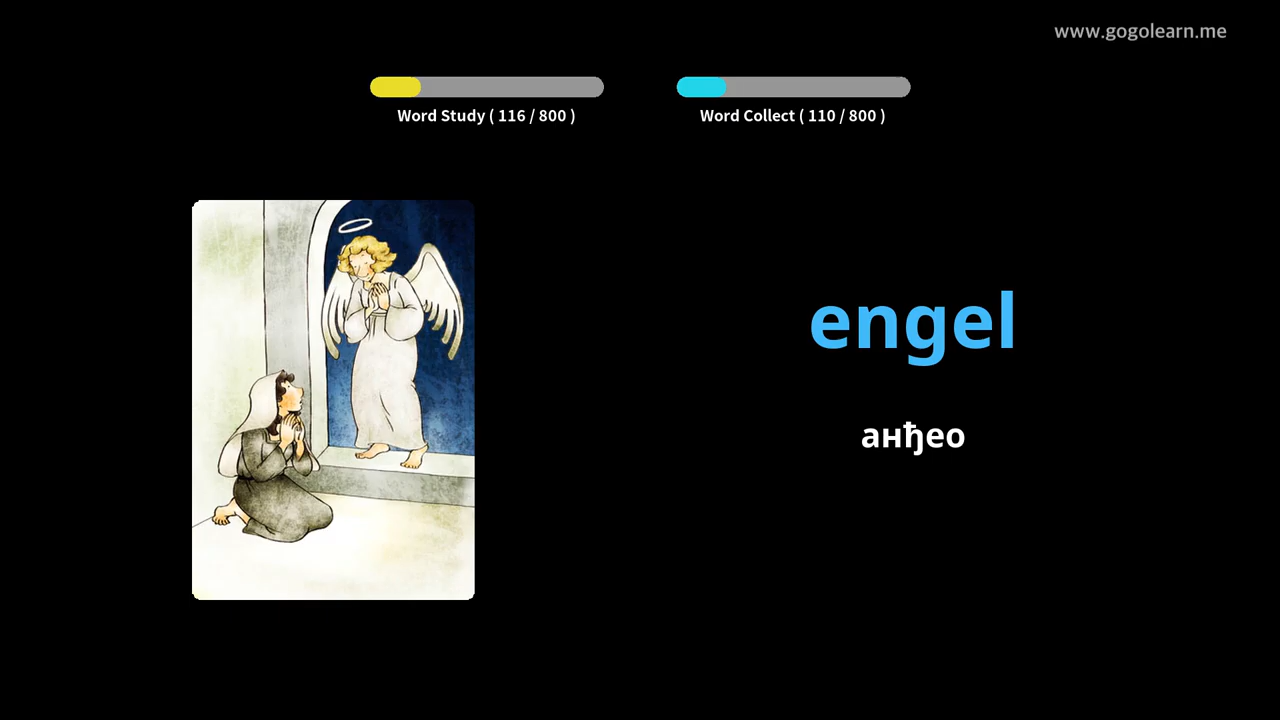 www.gogolearn.me
Word Study ( 116 / 800 )
Word Collect ( 110 / 800 )
engel
анђео